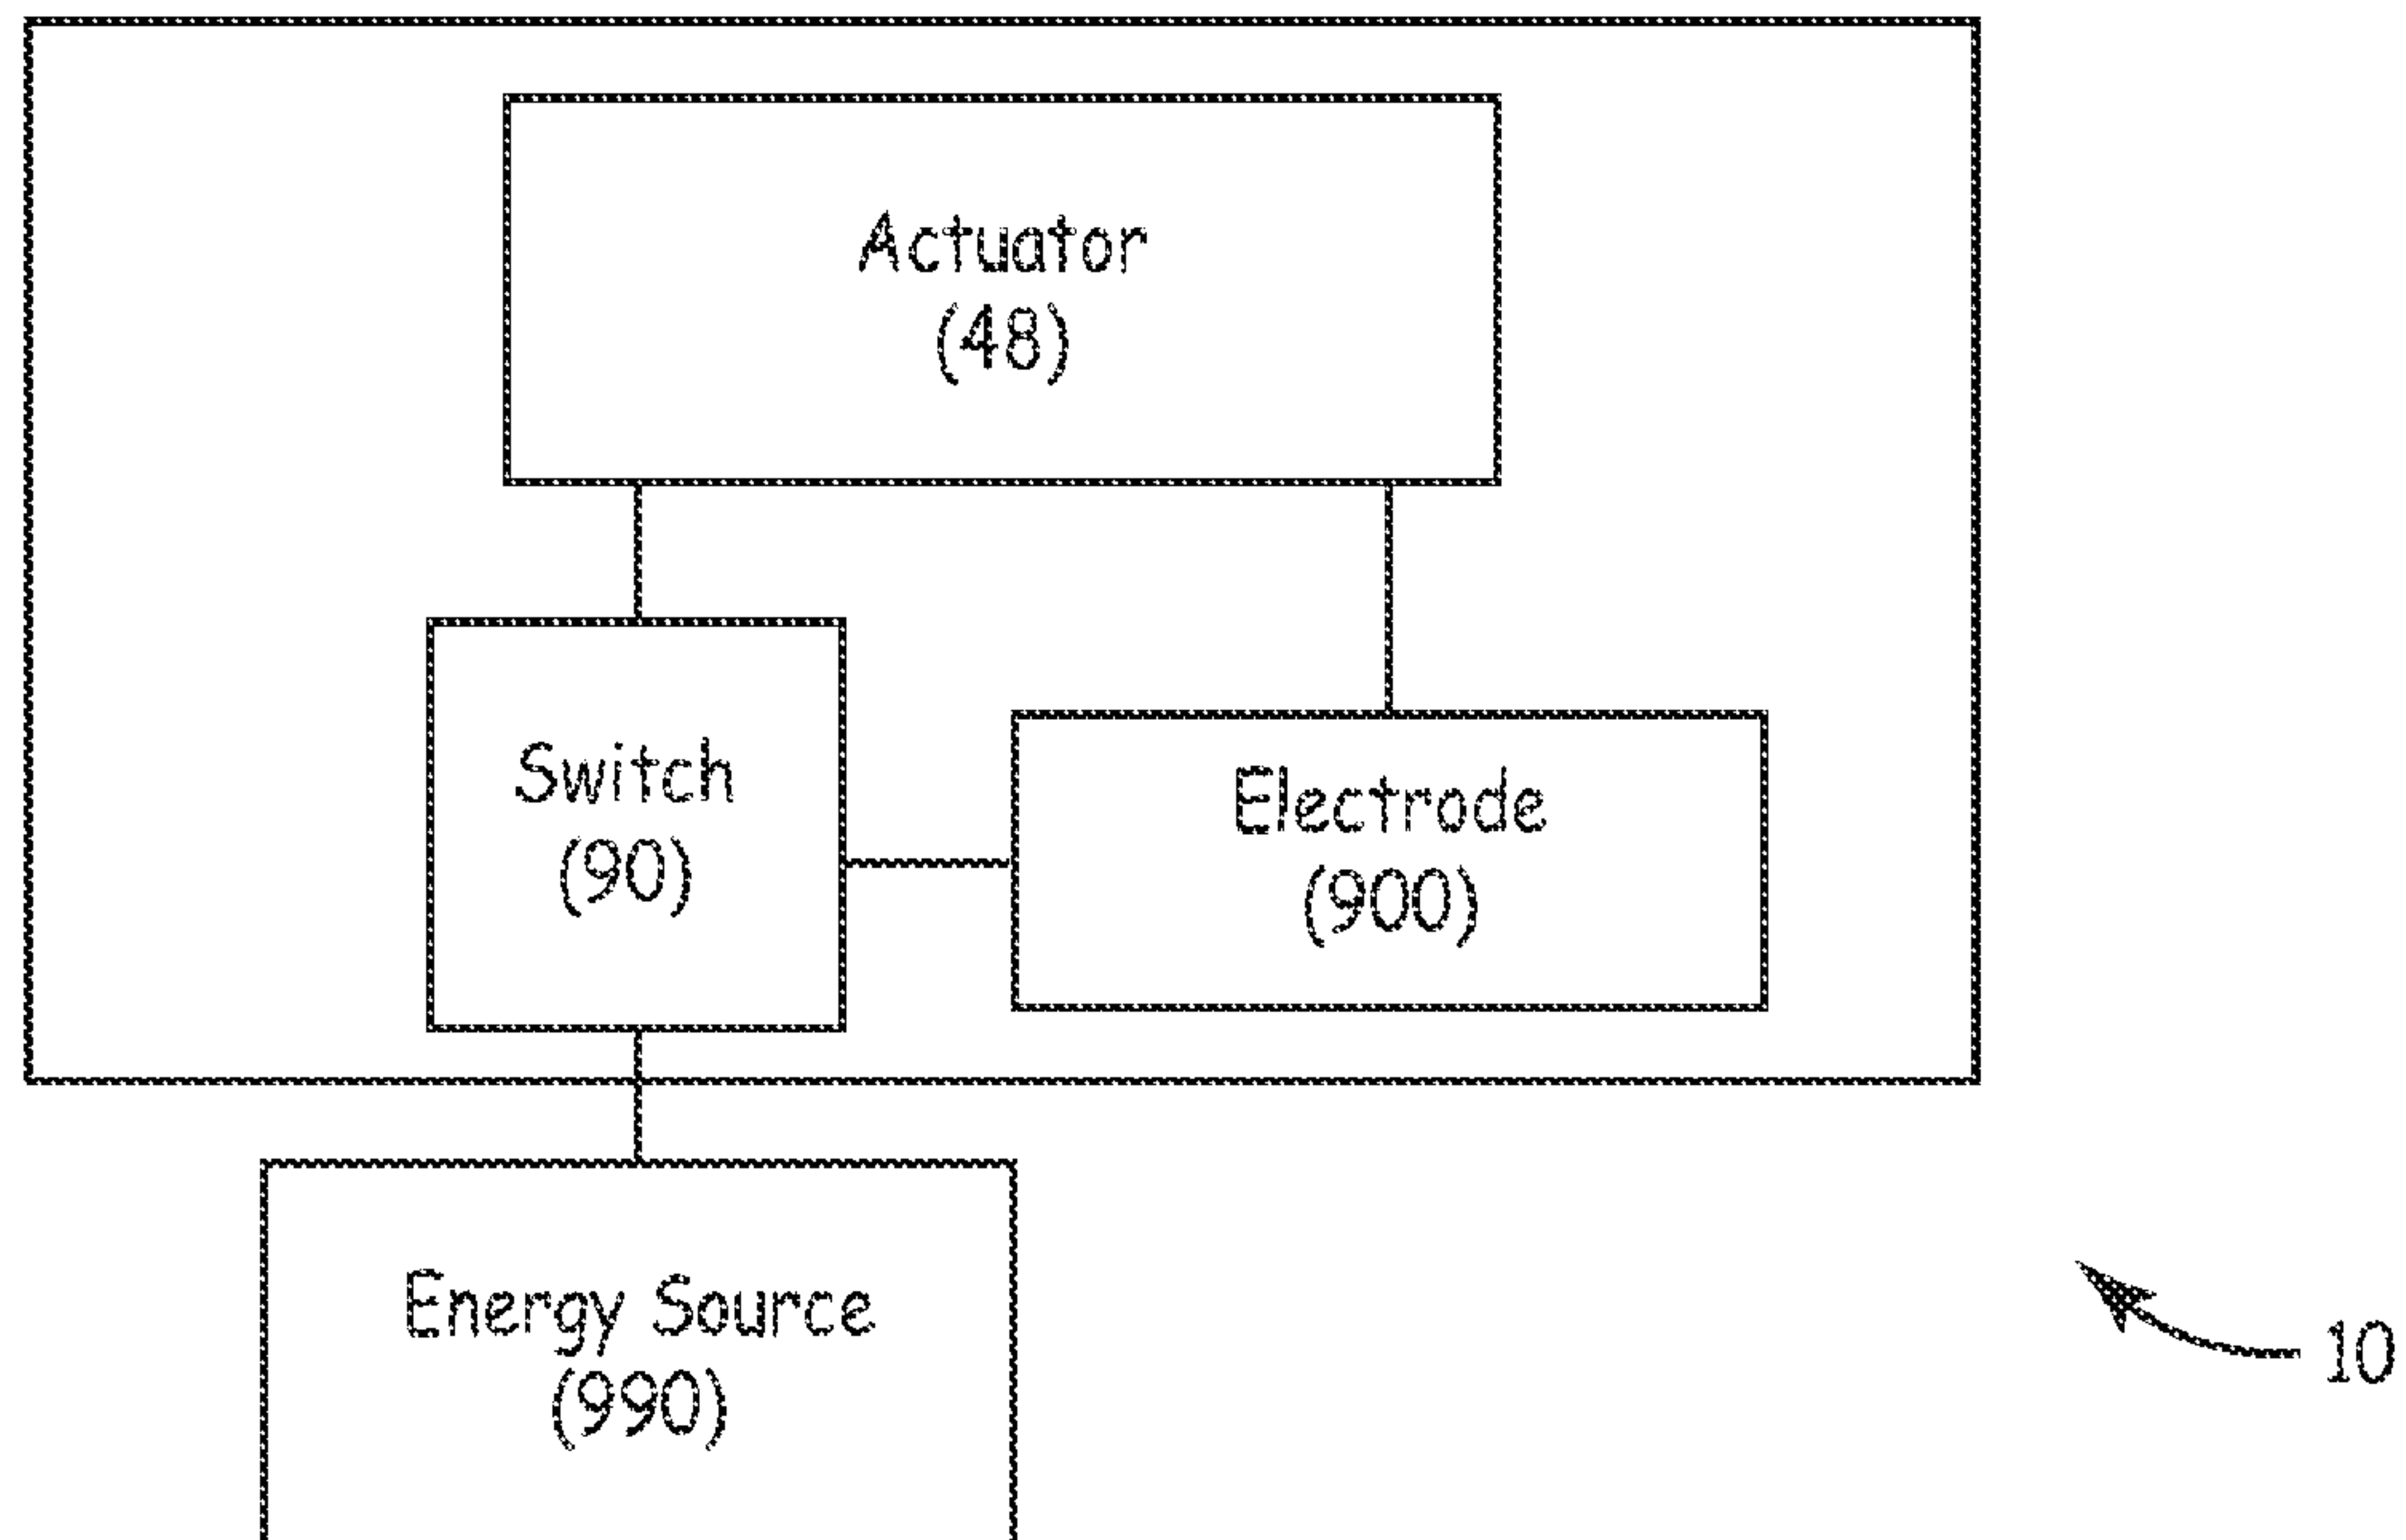 Actuator
(48)
Switch
(90)
Electrode
(900)
Energy Source
(990)
10